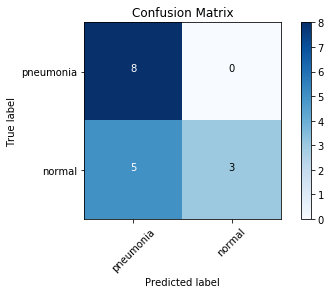 Confusion Matrix
True label
pneumonia
normal
8
0
5
3
pneumonia
normal
Predicted label
8
7
6
5
4
3
2
1
0